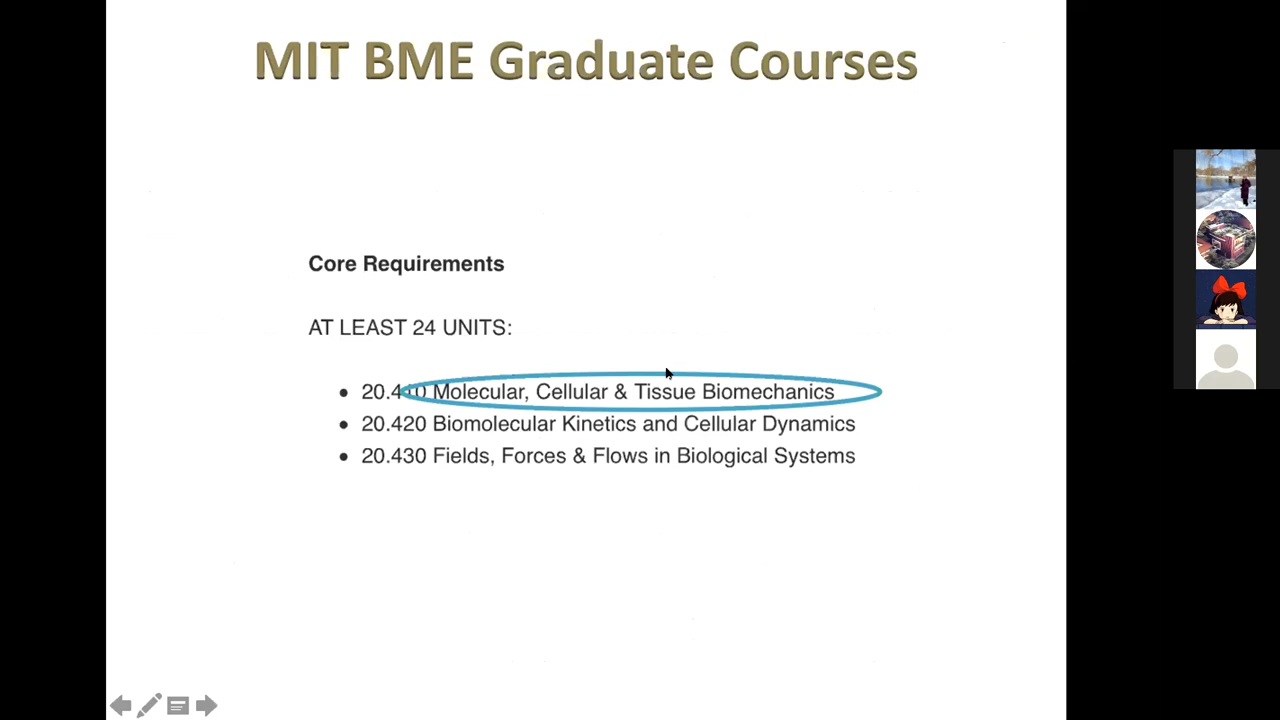 MIT BME Graduate Courses
Core Requirements
AT LEAST 24 UNITS:
• 20.410 Molecular, Cellular & Tissue Biomechanics
• 20.420 Biomolecular Kinetics and Cellular Dynamics
• 20.430 Fields, Forces & Flows in Biological Systems